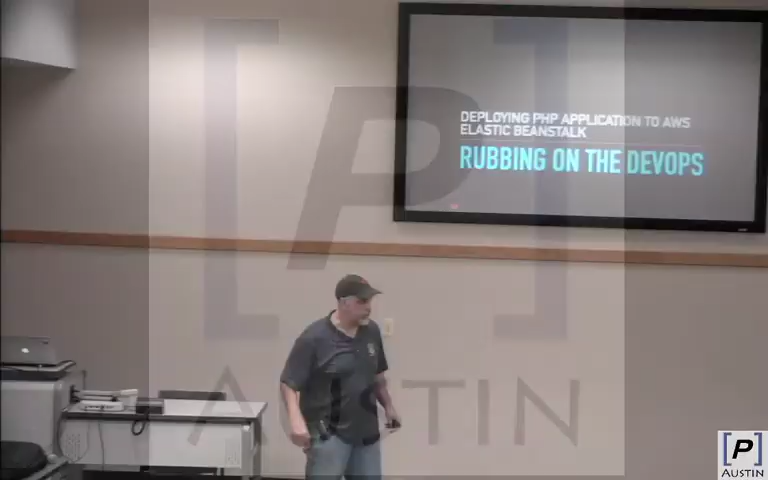 DEPLOYING PHP APPLICATION TO AWS
ELASTIC BEANSTALK
RUBBING ON THE DEVOPS
[P]
AUSTIN
[P]
AUSTIN